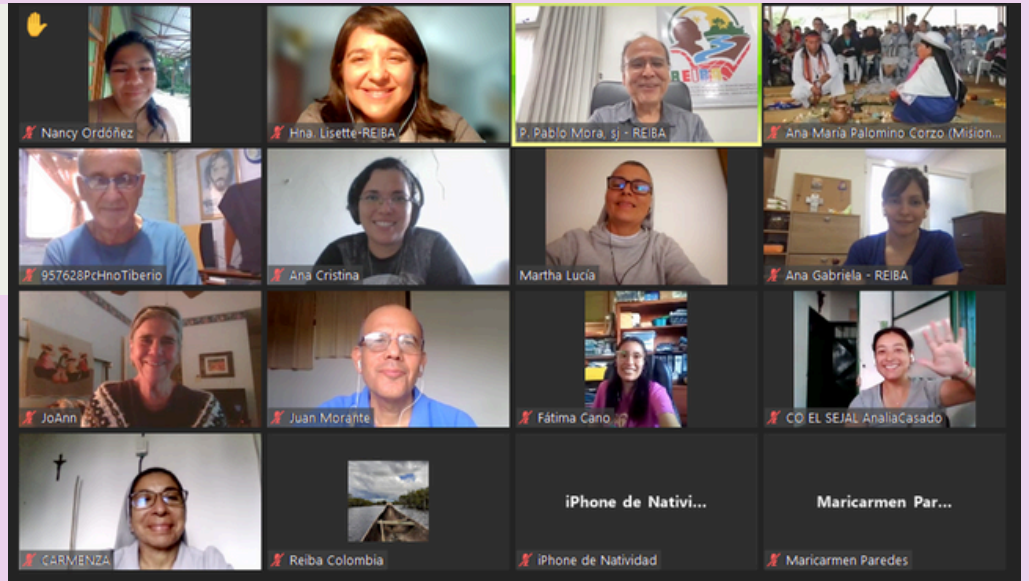 Nancy Ordóñez
Hna. Lisette-REIBA
P. Pablo Mora, sj - REIBA
Ana María Palomino Corzo (Mision...
957628PcHnoTiberio
Ana Cristina
Martha Lucía
Ana Gabriela - REIBA
JoAnn
Juan Morante
Fátima Cano
CO EL SEJAL AnaliaCasado
CARMENZA
Reiba Colombia
iPhone de Nativi...
iPhone de Natividad
Maricarmen Par...
Maricarmen Paredes